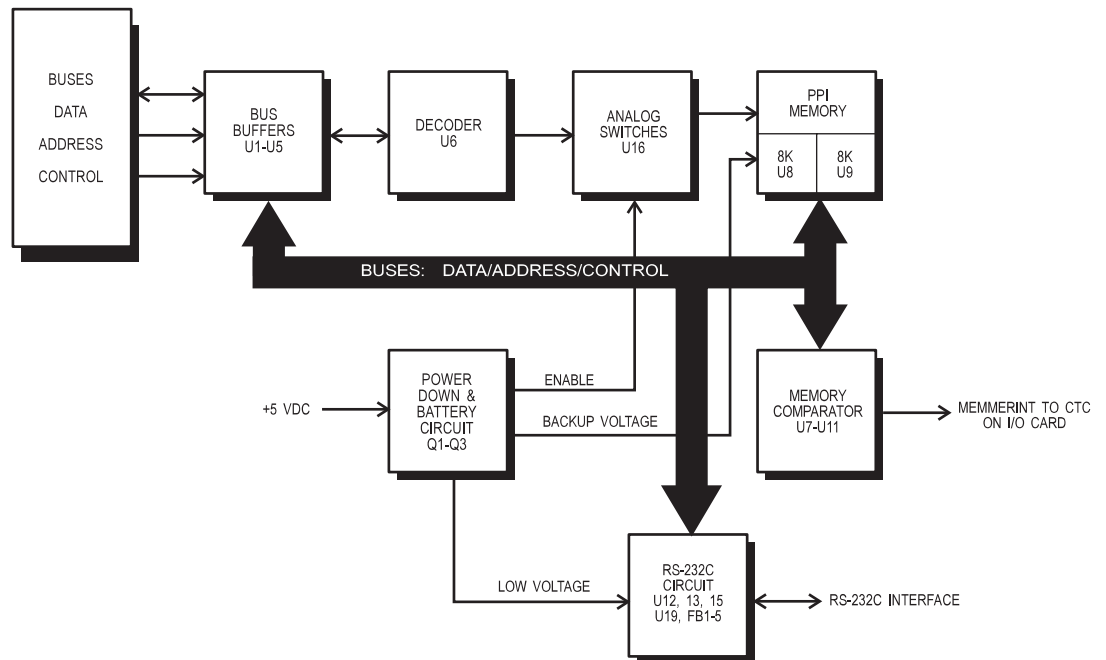 BUSES
DATA
ADDRESS
CONTROL
BUS
BUFFERS
U1-U5
DECODER
U6
ANALOG
SWITCHES
U16
PPI
MEMORY
8K
U8
8K
U9
BUSES: DATA/ADDRESS/CONTROL
+5 VDC
POWER
DOWN &
BATTERY
CIRCUIT
Q1-Q3
ENABLE
BACKUP VOLTAGE
LOW VOLTAGE
MEMORY
COMPARATOR
U7-U11
MEMMERINT TO CTC
ON I/O CARD
RS-232C
CIRCUIT
U12, 13, 15
U19, FB1-5
RS-232C INTERFACE